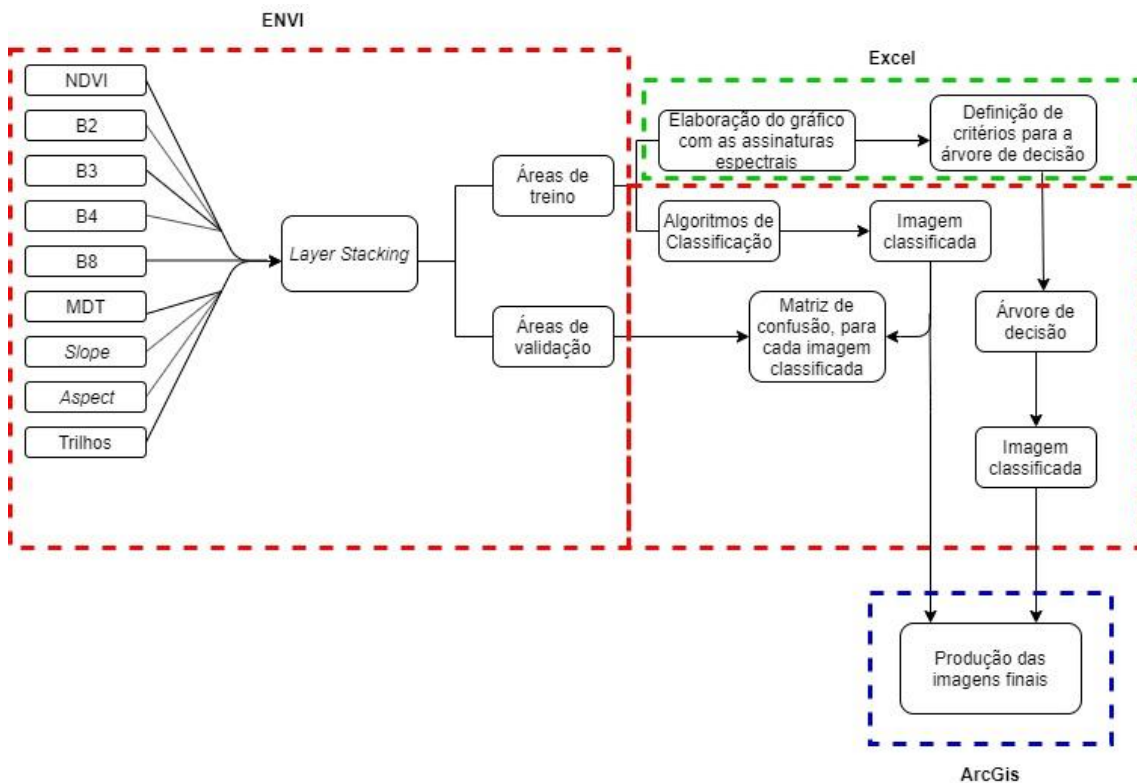 ENVI
Excel
NDVI
B2
B3
B4
B8
MDT
Slope
Aspect
Trilhos
Layer Stacking
Áreas de
treino
Áreas de
validação
Elaboração do gráfico
com as assinaturas
espectrais
Definição de
critérios para a
árvore de decisão
Algoritmos de
Classificação
Imagem
classificada
Matriz de
confusão, para
cada imagem
classificada
Árvore de
decisão
Imagem
classificada
Produção das
imagens finais
ArcGis